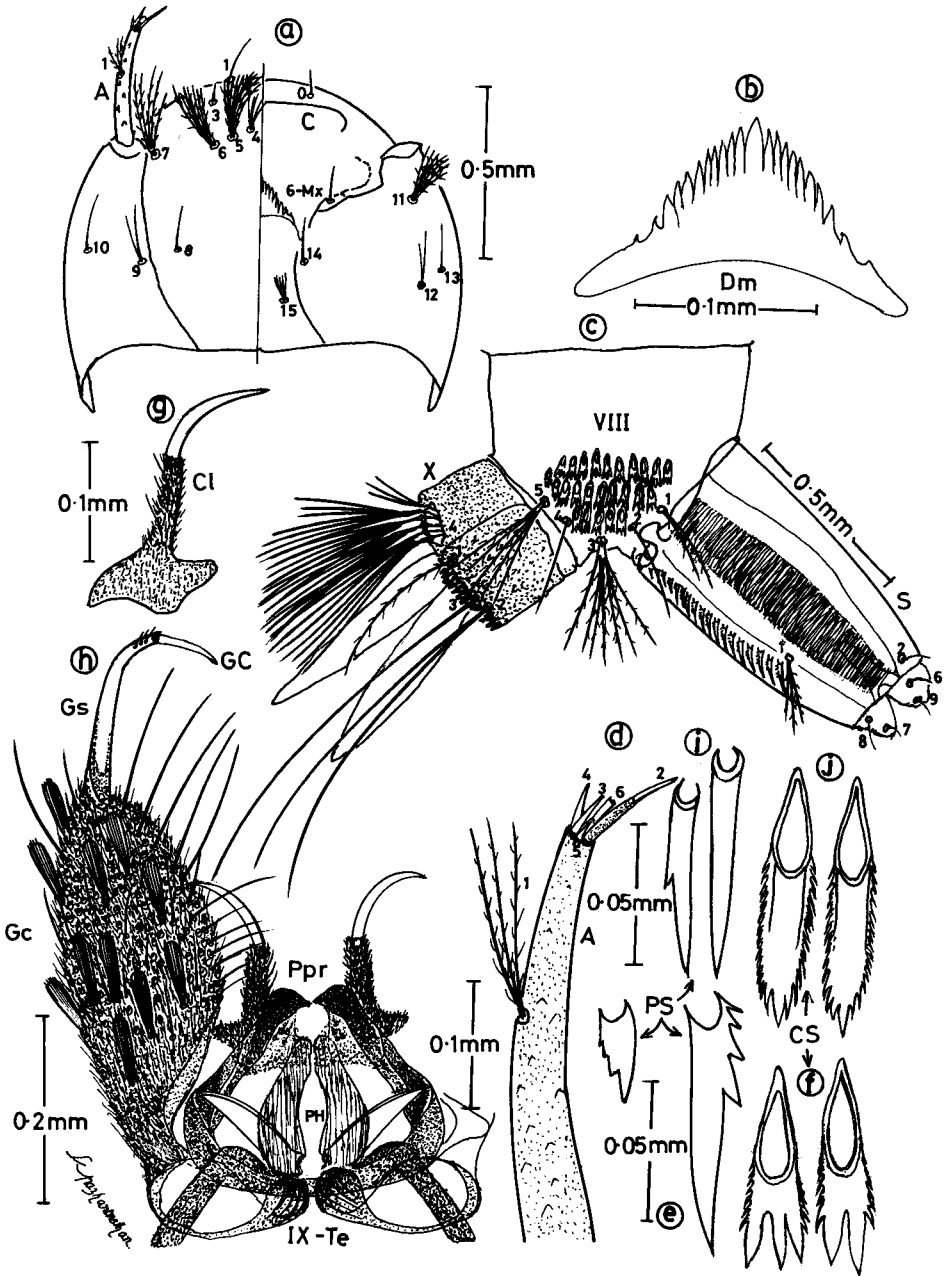 a
1
A
1
3
0
C
b
7
6
5
4
6-Mx
11
0·5mm
10
9
8
14
13
12
15
Dm
0·1mm
c
g
VIII
X
5
1
0·5mm
0·1mm
Cl
4
2
3
S
h
GC
1
2
6
9
8
7
Gs
d
i
j
4
3
6
2
5
1
0·05mm
A
Gc
Ppr
PS
CS
0·1mm
f
0·2mm
PH
0·05mm
IX-Te
e